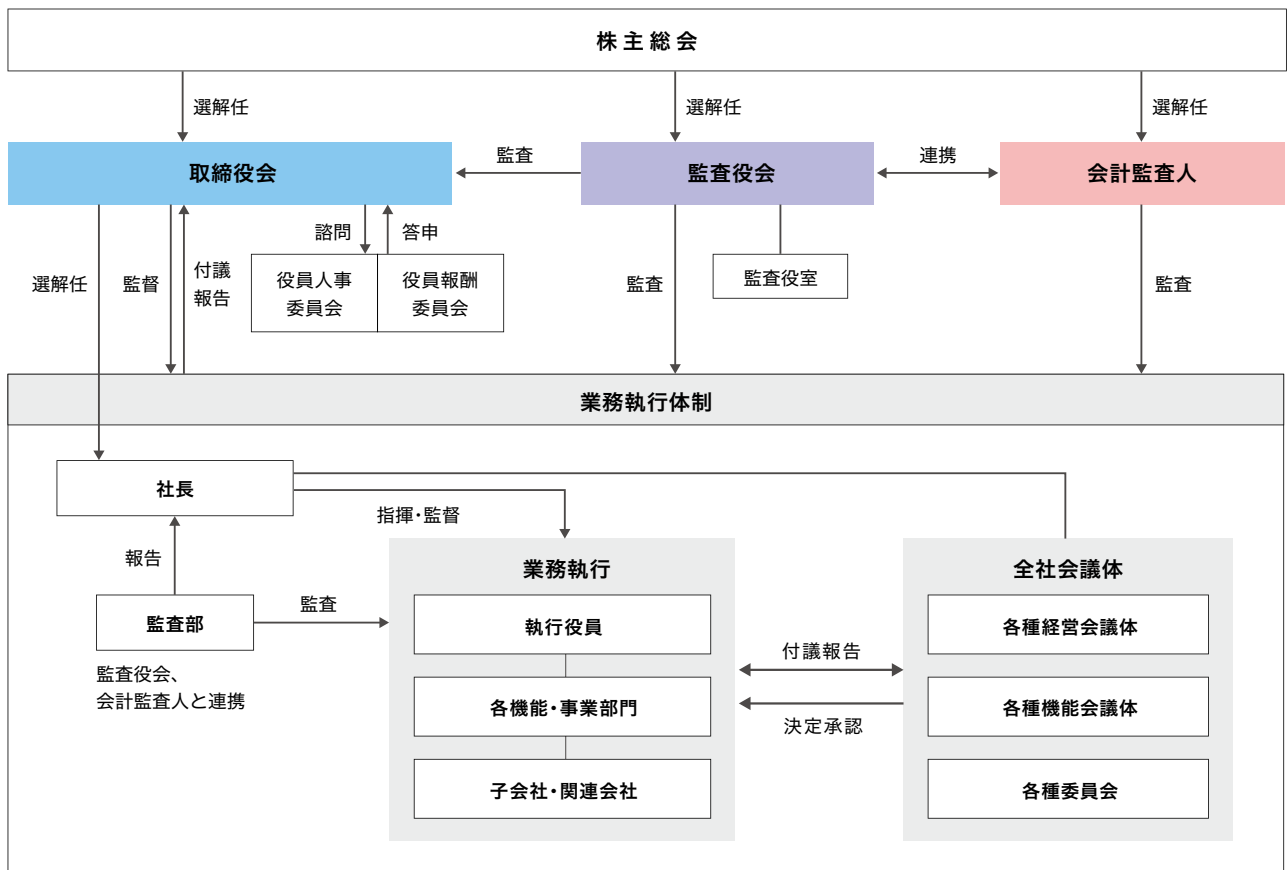 株主総会
選解任
選解任
選解任
取締役会
監査
監査役会
連携
会計監査人
選解任
監督
付議
報告
諮問
答申
役員人事
委員会
役員報酬
委員会
監査
監査役室
監査
業務執行体制
社長
指揮・監督
報告
監査部
監査
監査役会、
会計監査人と連携
業務執行
執行役員
各機能・事業部門
子会社・関連会社
付議報告
決定承認
全社会議体
各種経営会議体
各種機能会議体
各種委員会